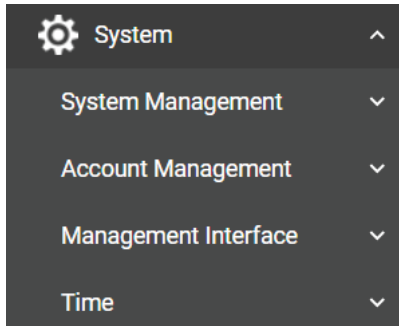 System
System Management
Account Management
Management Interface
Time